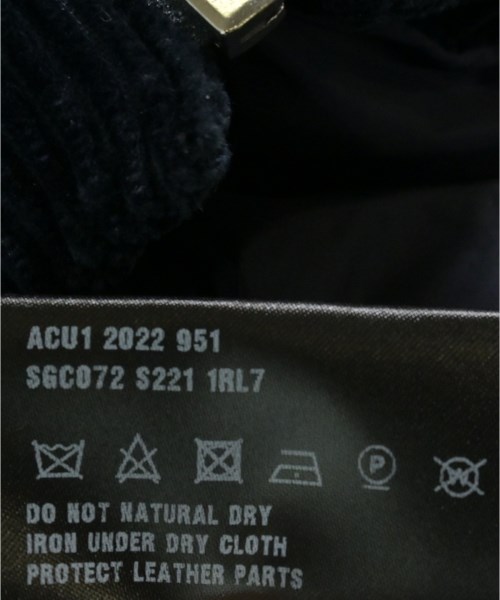 ACU1 2022 951
SGC072 S221 1RL7
P W
DO NOT NATURAL DRY
IRON UNDER DRY CLOTH
PROTECT LEATHER PARTS